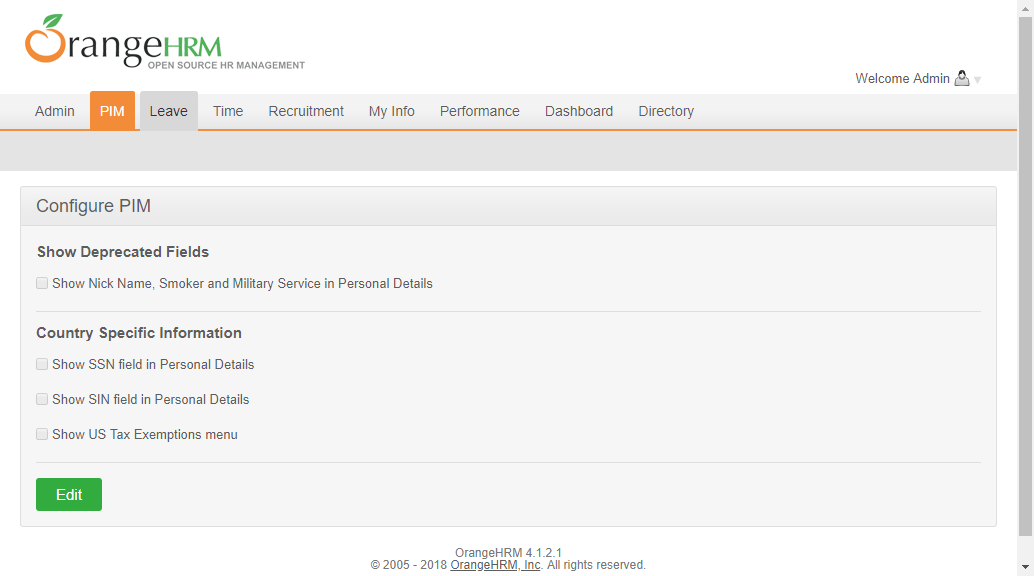 OrangeHRM
OPEN SOURCE HR MANAGEMENT
Welcome Admin
Admin PIM Leave Time Recruitment My Info Performance Dashboard Directory
Configure PIM
Show Deprecated Fields
Show Nick Name, Smoker and Military Service in Personal Details
Country Specific Information
Show SSN field in Personal Details
Show SIN field in Personal Details
Show US Tax Exemptions menu
Edit
OrangeHRM 4.1.2.1
© 2005 - 2018 OrangeHRM, Inc. All rights reserved.